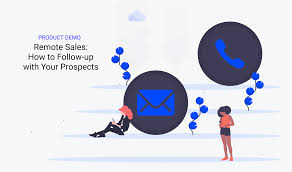 PRODUCT DEMO
Remote Sales:
How to Follow-up
with Your Prospects